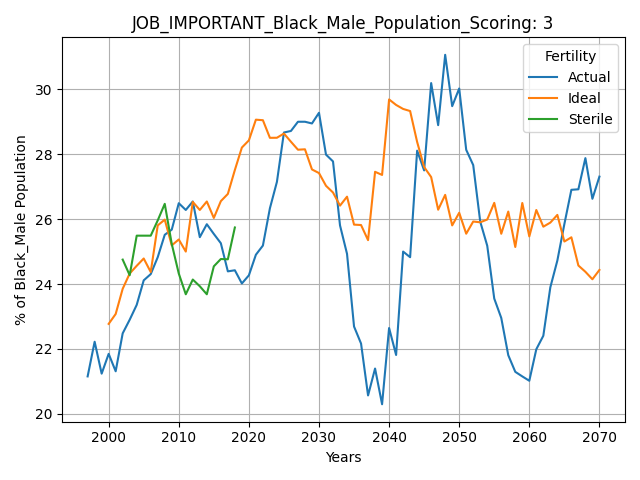 JOB_IMPORTANT_Black_Male_Population_Scoring: 3
Fertility
Actual
Ideal
Sterile
% of Black_Male Population
30
28
26
24
22
20
2000 2010 2020 2030 2040 2050 2060 2070
Years